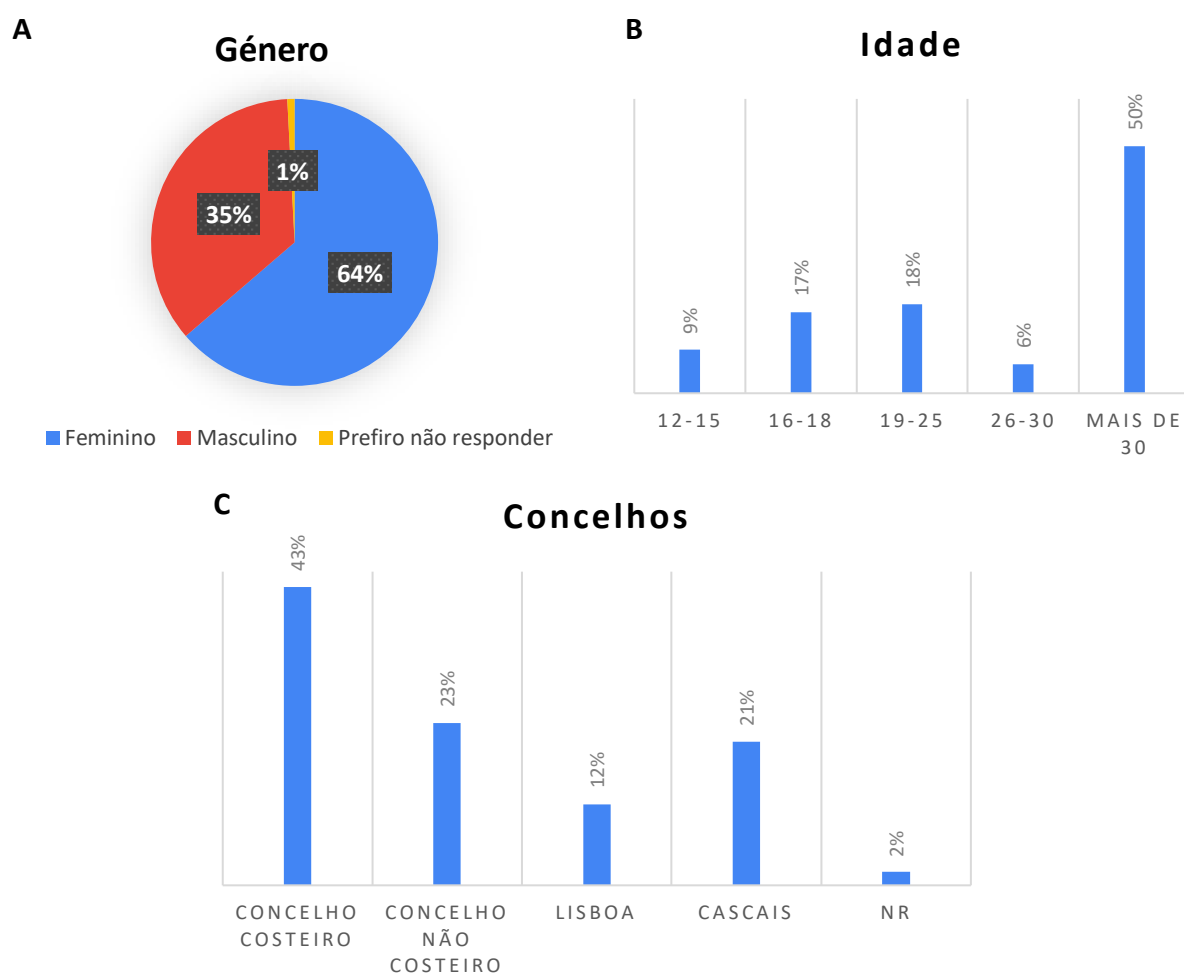 A
Género
1%
35%
64%
Feminino Masculino Prefiro não responder
B
Idade
9%
17%
18%
6%
50%
12-15
16-18
19-25
26-30
MAIS DE
30
C
Concelhos
43%
23%
12%
21%
2%
CONCELHO
COSTEIRO
CONCELHO
NÃO
COSTEIRO
LISBOA
CASCAIS
NR